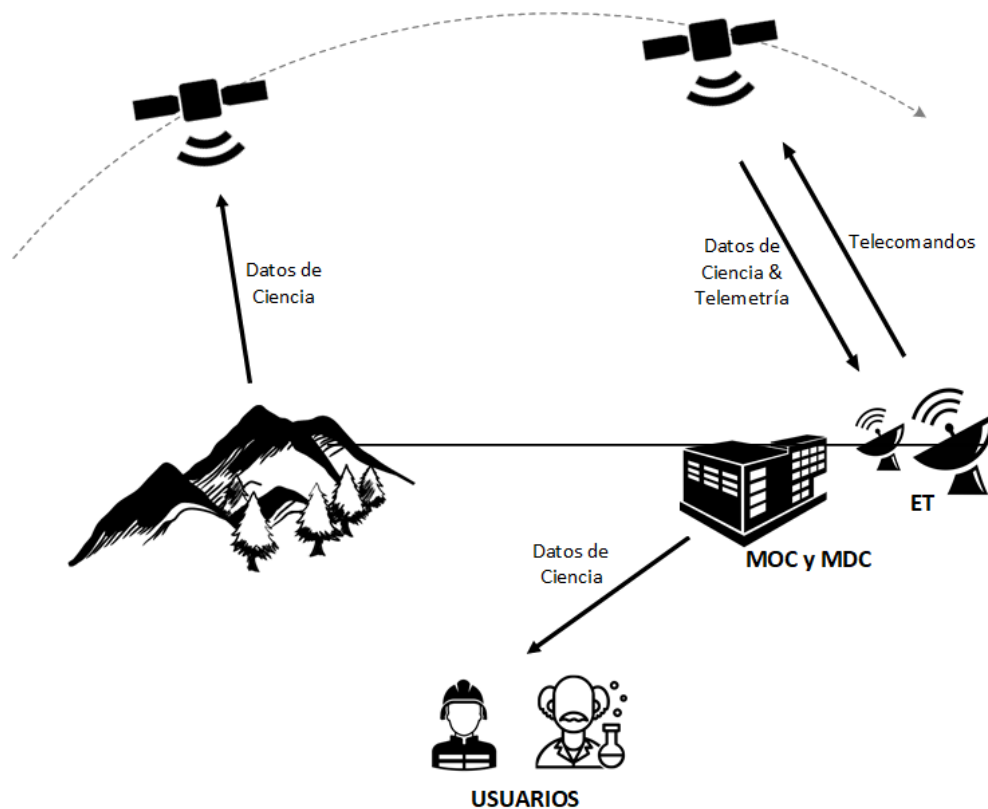 Datos de
Ciencia
Datos de
Ciencia &
Telemetría
Telecomandos
ET
MOC y MDC
Datos de
Ciencia
USUARIOS